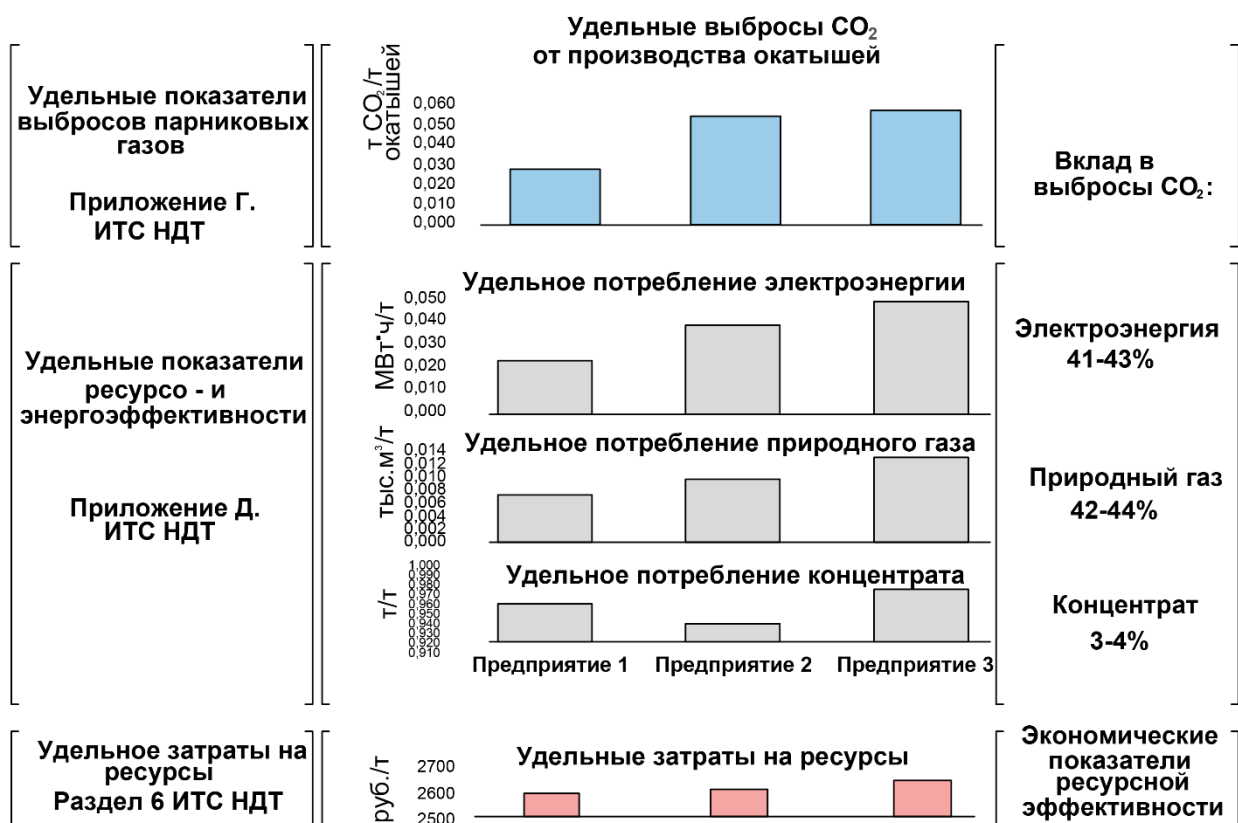 Удельные показатели
выбросов парниковых
газов
Приложение Г.
ИТС НДТ
Удельные выбросы CO₂
от производства окатышей
т CO₂/т
окатышей
0,060
0,050
0,040
0,030
0,020
0,010
0,000
Вклад в
выбросы CO₂:
Удельные показатели
ресурсо - и
энергоэффективности
Приложение Д.
ИТС НДТ
Удельное потребление электроэнергии
МВт·ч/т
0,050
0,040
0,030
0,020
0,010
0,000
Электроэнергия
41-43%
Удельное потребление природного газа
тыс.м³/т
0,014
0,012
0,010
0,008
0,006
0,004
0,002
0,000
Природный газ
42-44%
Удельное потребление концентрата
т/т
1,000
0,990
0,980
0,970
0,960
0,950
0,940
0,930
0,920
0,910
Предприятие 1
Предприятие 2
Предприятие 3
Концентрат
3-4%
Удельное затраты на
ресурсы
Раздел 6 ИТС НДТ
Удельные затраты на ресурсы
руб./т
2700
2600
2500
Экономические
показатели
ресурсной
эффективности